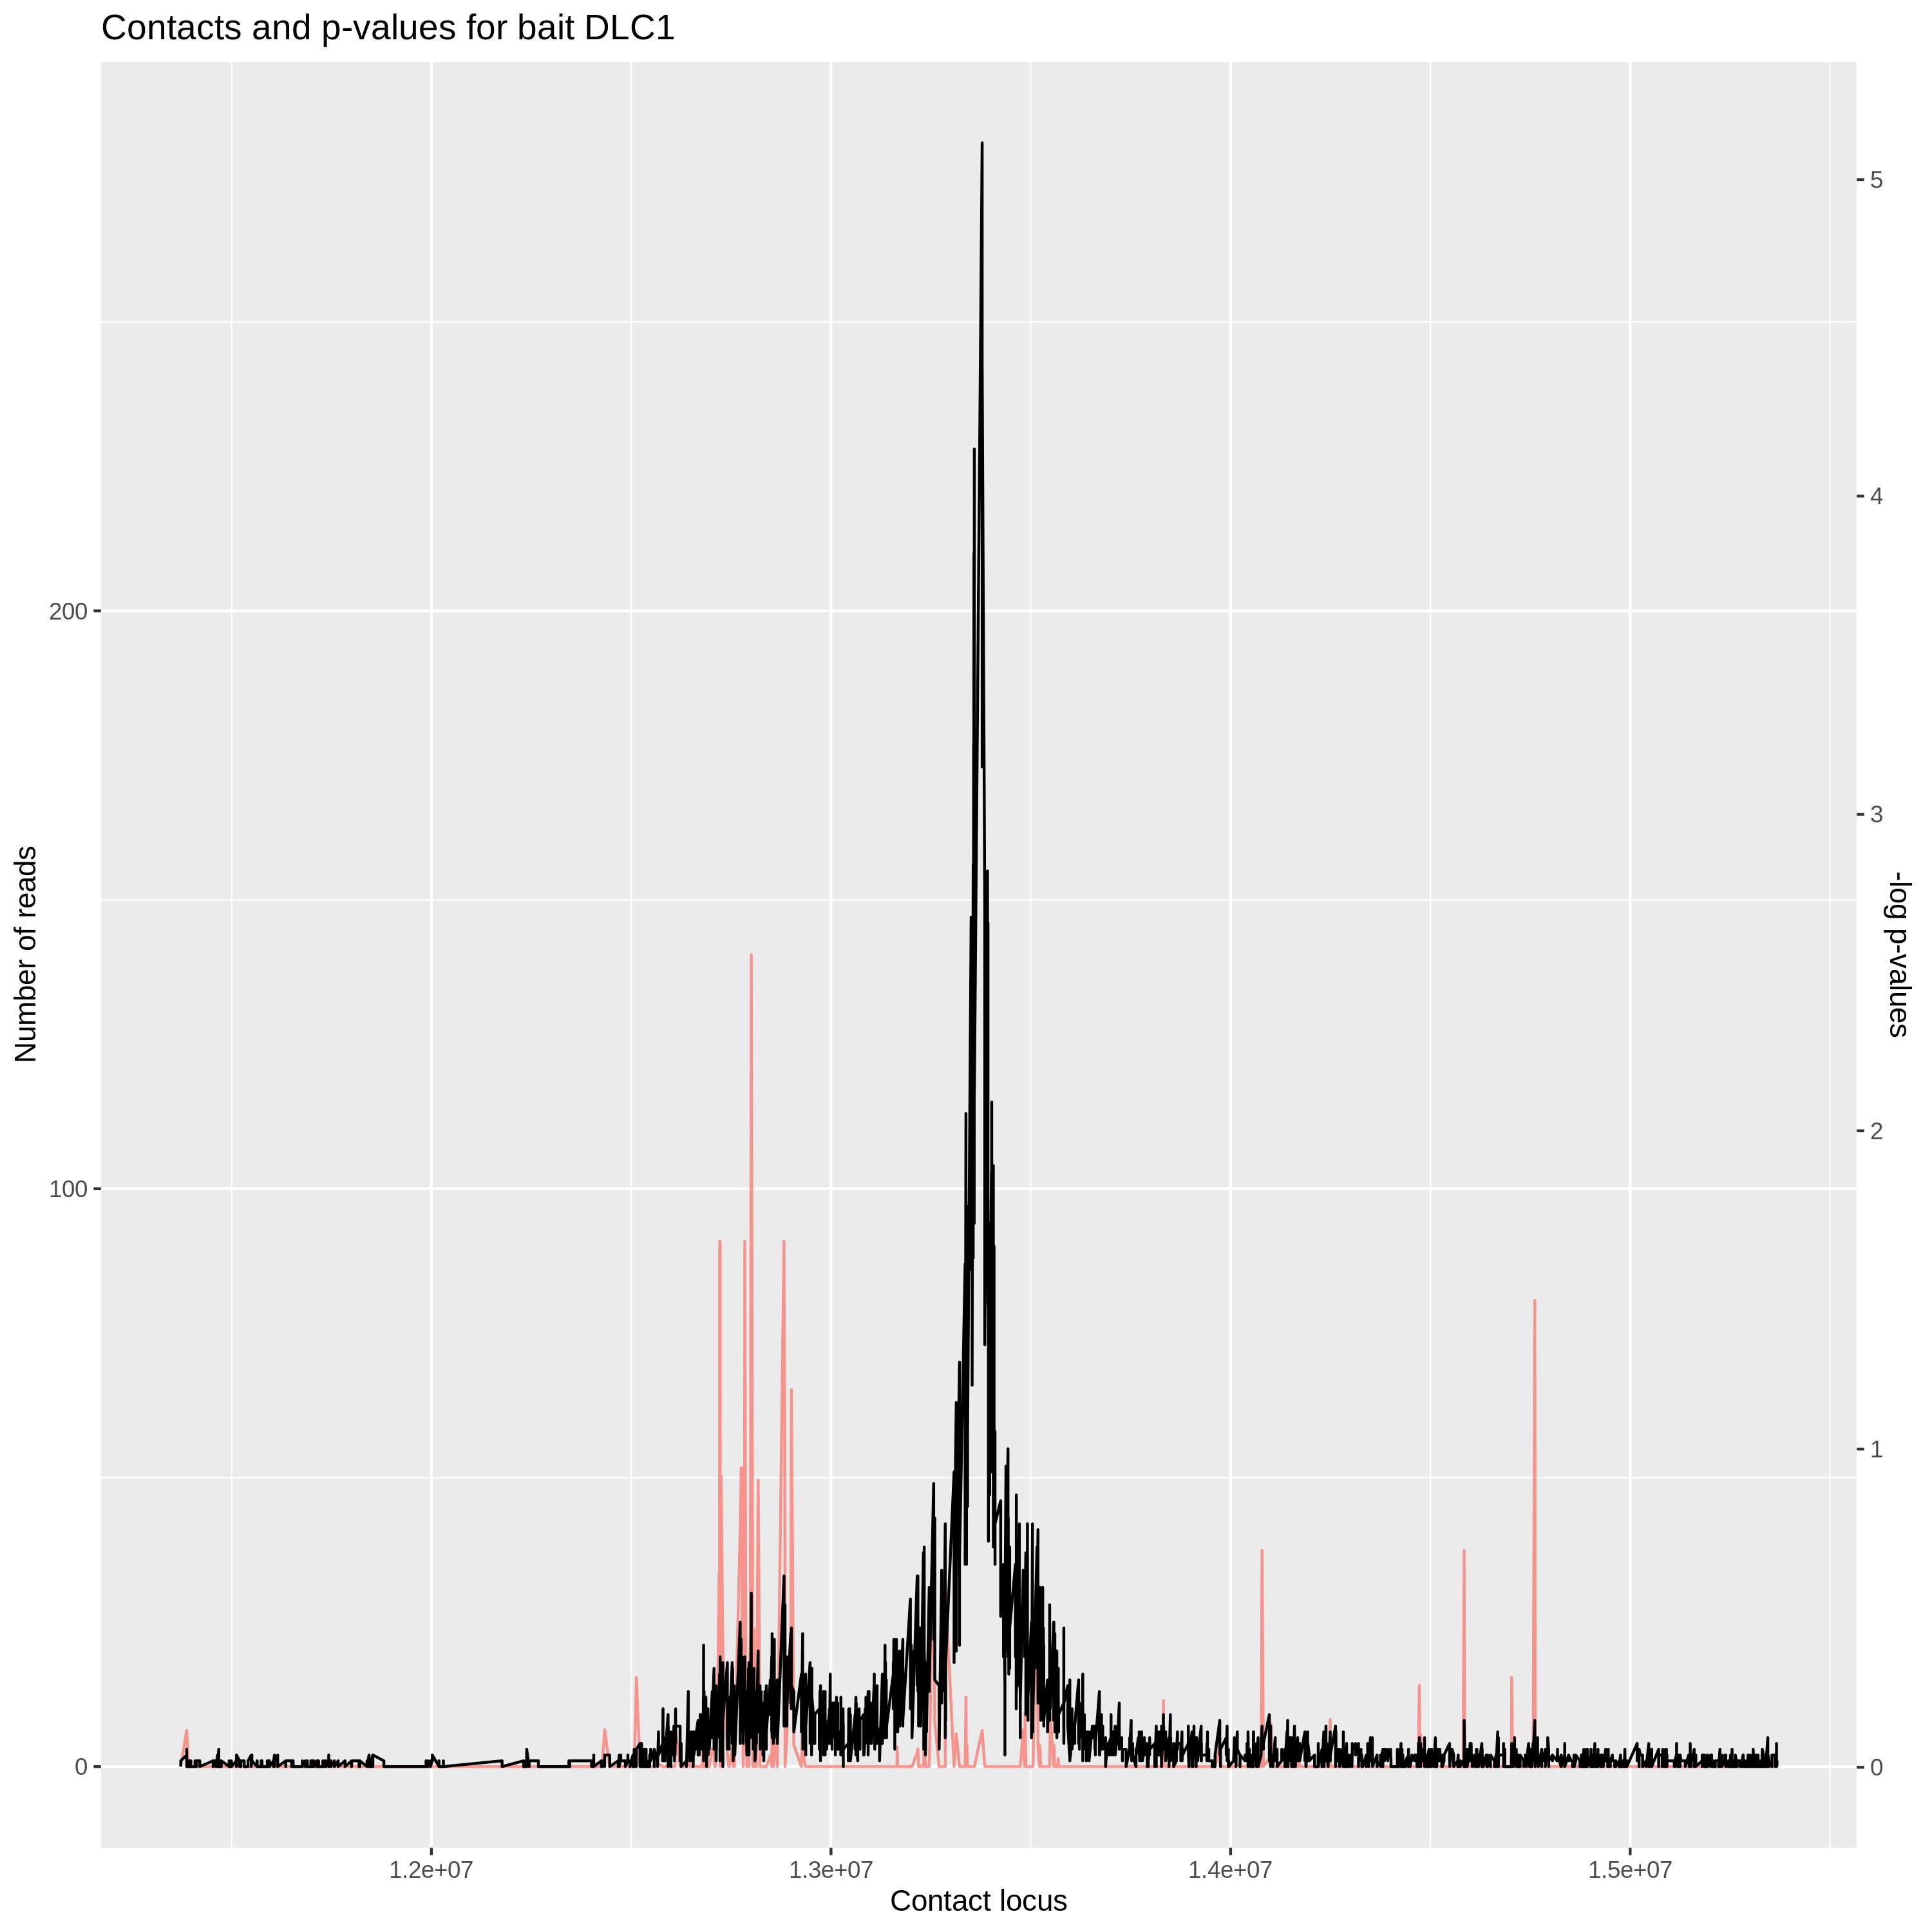 Contacts and p-values for bait DLC1
Number of reads
200
100
0
5
4
3
2
1
0
-log p-values
1.2e+07
1.3e+07
1.4e+07
1.5e+07
Contact locus